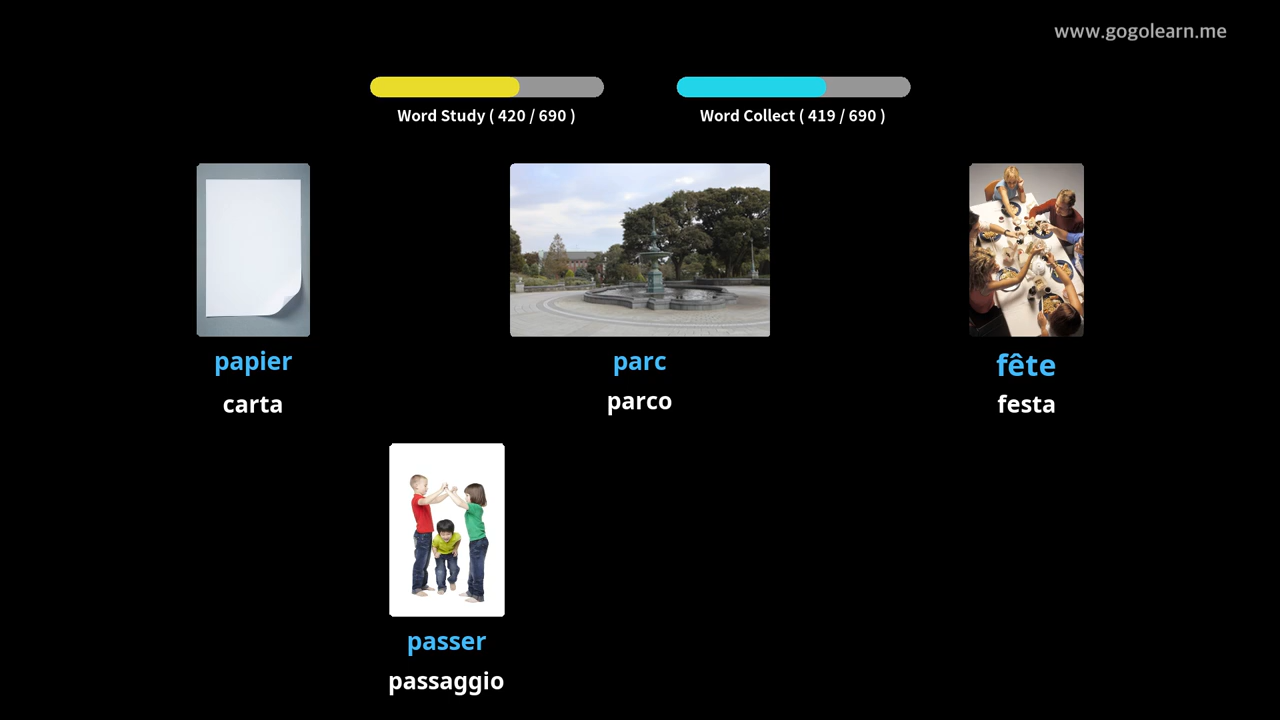 www.gogolearn.me
Word Study ( 420 / 690 )
Word Collect ( 419 / 690 )
papier
carta
parc
parco
fête
festa
passer
passaggio